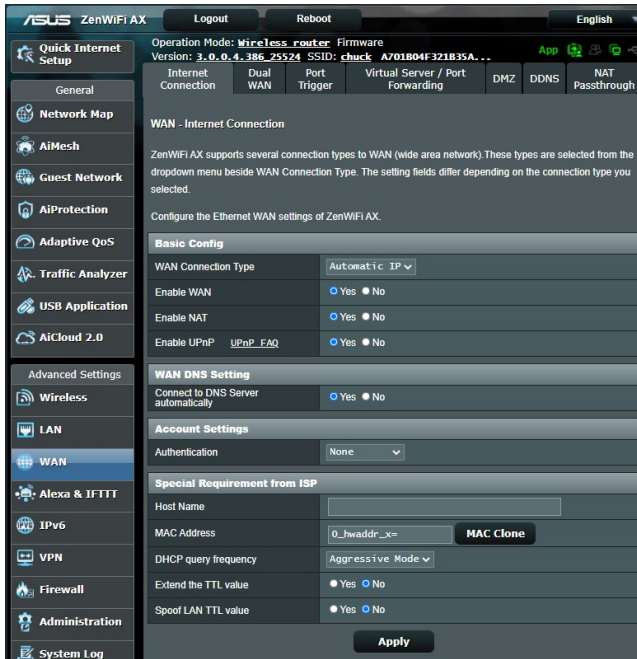 ASUS ZenWiFi AX Logout Reboot English
Quick Internet Setup
Operation Mode: Wireless router Firmware
Version: 3.0.0.4.386_25524 SSID: chuck A701B04F321B35A...
App
Internet Connection
Dual WAN
Port Trigger
Virtual Server / Port Forwarding
DMZ
DDNS
NAT Passthrough
General
Network Map
AiMesh
Guest Network
AiProtection
Adaptive QoS
Traffic Analyzer
USB Application
AiCloud 2.0
Advanced Settings
Wireless
LAN
WAN
Alexa & IFTTT
IPv6
VPN
Firewall
Administration
System Log
WAN - Internet Connection
ZenWiFi AX supports several connection types to WAN (wide area network).These types are selected from the
dropdown menu beside WAN Connection Type. The setting fields differ depending on the connection type you
selected.
Configure the Ethernet WAN settings of ZenWiFi AX.
Basic Config
WAN Connection Type Automatic IP
Enable WAN Yes No
Enable NAT Yes No
Enable UPnP UPnP FAQ Yes No
WAN DNS Setting
Connect to DNS Server automatically Yes No
Account Settings
Authentication None
Special Requirement from ISP
Host Name
MAC Address 0_hwaddr_x= MAC Clone
DHCP query frequency Aggressive Mode
Extend the TTL value Yes No
Spoof LAN TTL value Yes No
Apply